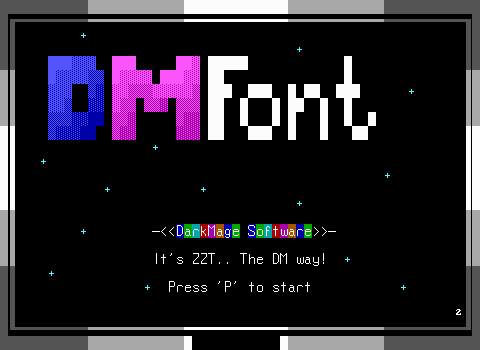 DMFont
—<<DarkMage Software>>—
It's ZZT.. The DM way!
Press 'P' to start
2